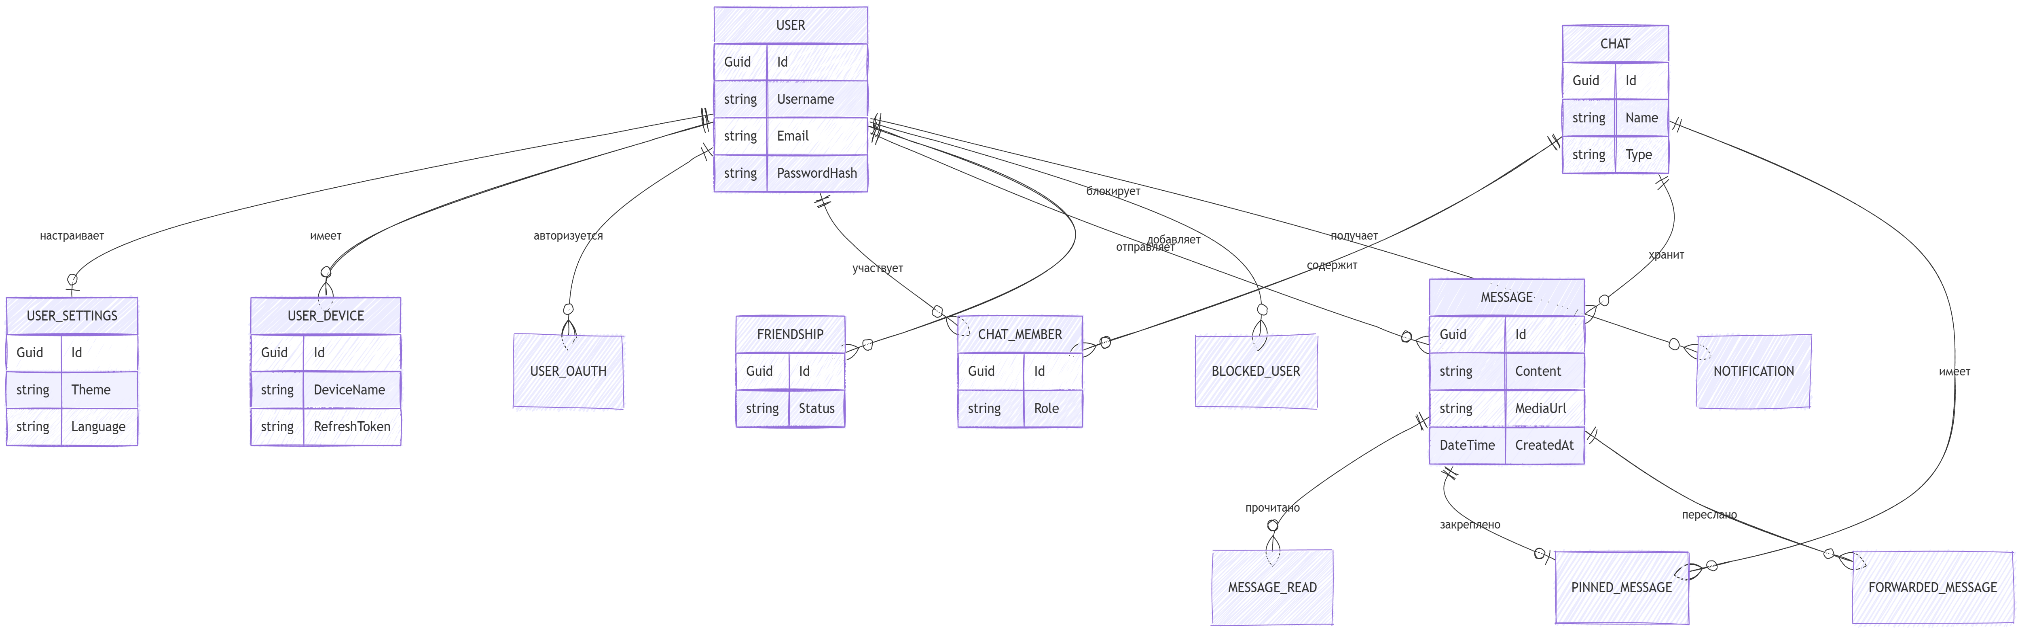 USER
Guid Id
string Username
string Email
string PasswordHash
CHAT
Guid Id
string Name
string Type
блокирует
настраивает
имеет
авторизуется
участвует
добавляет
отправляет
получает
содержит
хранит
USER_SETTINGS
Guid Id
string Theme
string Language
USER_DEVICE
Guid Id
string DeviceName
string RefreshToken
USER_OAUTH
FRIENDSHIP
Guid Id
string Status
CHAT_MEMBER
Guid Id
string Role
BLOCKED_USER
MESSAGE
Guid Id
string Content
string MediaUrl
DateTime CreatedAt
NOTIFICATION
имеет
прочитано
закреплено
переслано
MESSAGE_READ
PINNED_MESSAGE
FORWARDED_MESSAGE